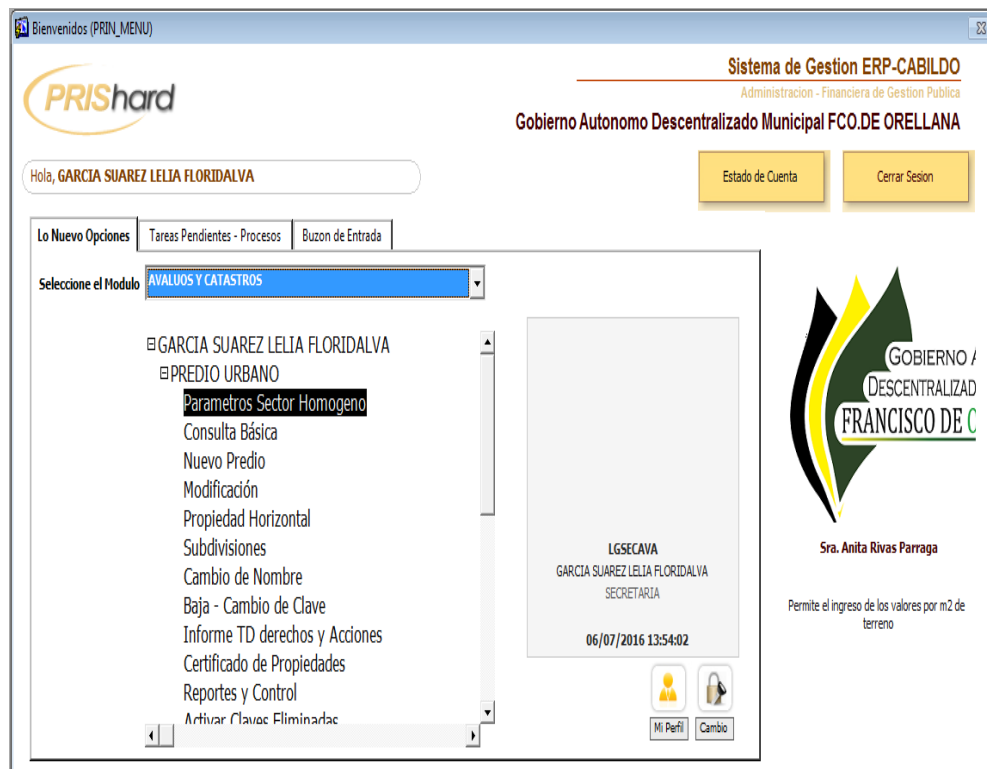 Bienvenidos (PRIN_MENU)
PRIShard
Sistema de Gestion ERP-CABILDO
Administracion - Financiera de Gestion Publica
Gobierno Autonomo Descentralizado Municipal FCO.DE ORELLANA
Hola, GARCIA SUAREZ LELIA FLORIDALVA
Estado de Cuenta
Cerrar Sesion
Lo Nuevo Opciones
Tareas Pendientes - Procesos
Buzon de Entrada
Seleccione el Modulo
AVALUOS Y CATASTROS
GARCIA SUAREZ LELIA FLORIDALVA
PREDIO URBANO
Parametros Sector Homogeno
Consulta Básica
Nuevo Predio
Modificación
Propiedad Horizontal
Subdivisiones
Cambio de Nombre
Baja - Cambio de Clave
Informe TD derechos y Acciones
Certificado de Propiedades
Reportes y Control
Activar Claves Eliminadas
LGSECAVA
GARCIA SUAREZ LELIA FLORIDALVA
SECRETARIA
06/07/2016 13:54:02
Mi Perfil
Cambio
GOBIERNO A
DESCENTRALIZAD
FRANCISCO DE O
Sra. Anita Rivas Parraga
Permite el ingreso de los valores por m2 de
terreno